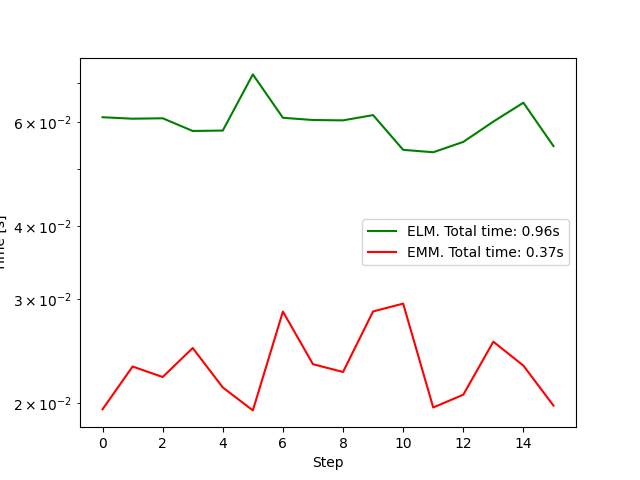 6 × 10⁻²
4 × 10⁻²
3 × 10⁻²
2 × 10⁻²
Time [s]
ELM. Total time: 0.96s
EMM. Total time: 0.37s
0 2 4 6 8 10 12 14
Step